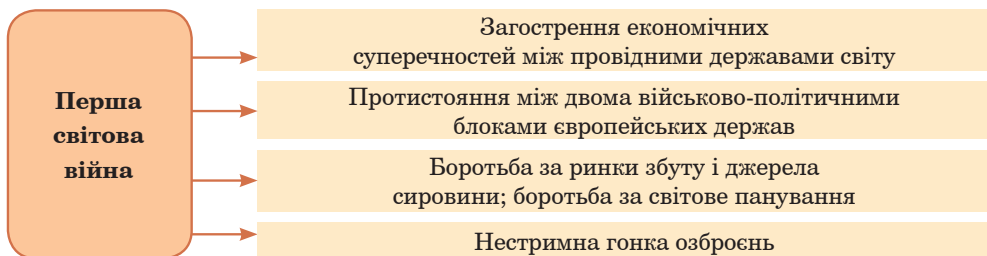 Перша
світова
війна
Загострення економічних
суперечностей між провідними державами світу
Протистояння між двома військово-політичними
блоками європейських держав
Боротьба за ринки збуту і джерела
сировини; боротьба за світове панування
Нестримна гонка озброєнь